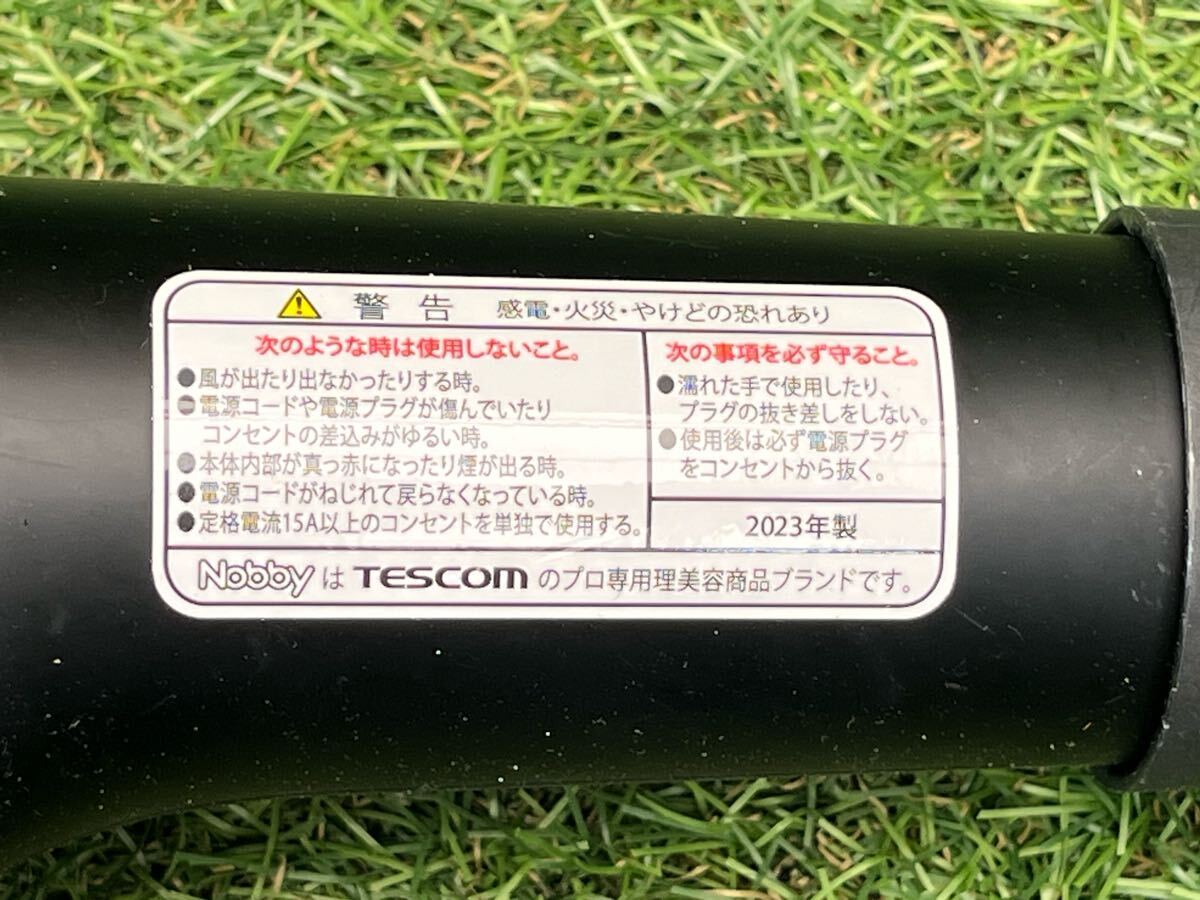 警告 感電・火災・やけどの恐れあり
次のような時は使用しないこと。
●風が出たり出なかったりする時。
●電源コードや電源プラグが傷んでいたり
コンセントの差込みがゆるい時。
●本体内部が真っ赤になったり煙が出る時。
●電源コードがねじれて戻らなくなっている時。
●定格電流15A以上のコンセントを単独で使用する。
次の事項を必ず守ること。
●濡れた手で使用したり、
プラグの抜き差しをしない。
●使用後は必ず電源プラグ
をコンセントから抜く。
2023年製
Nobbyは TESCOM のプロ専用理美容商品ブランドです。